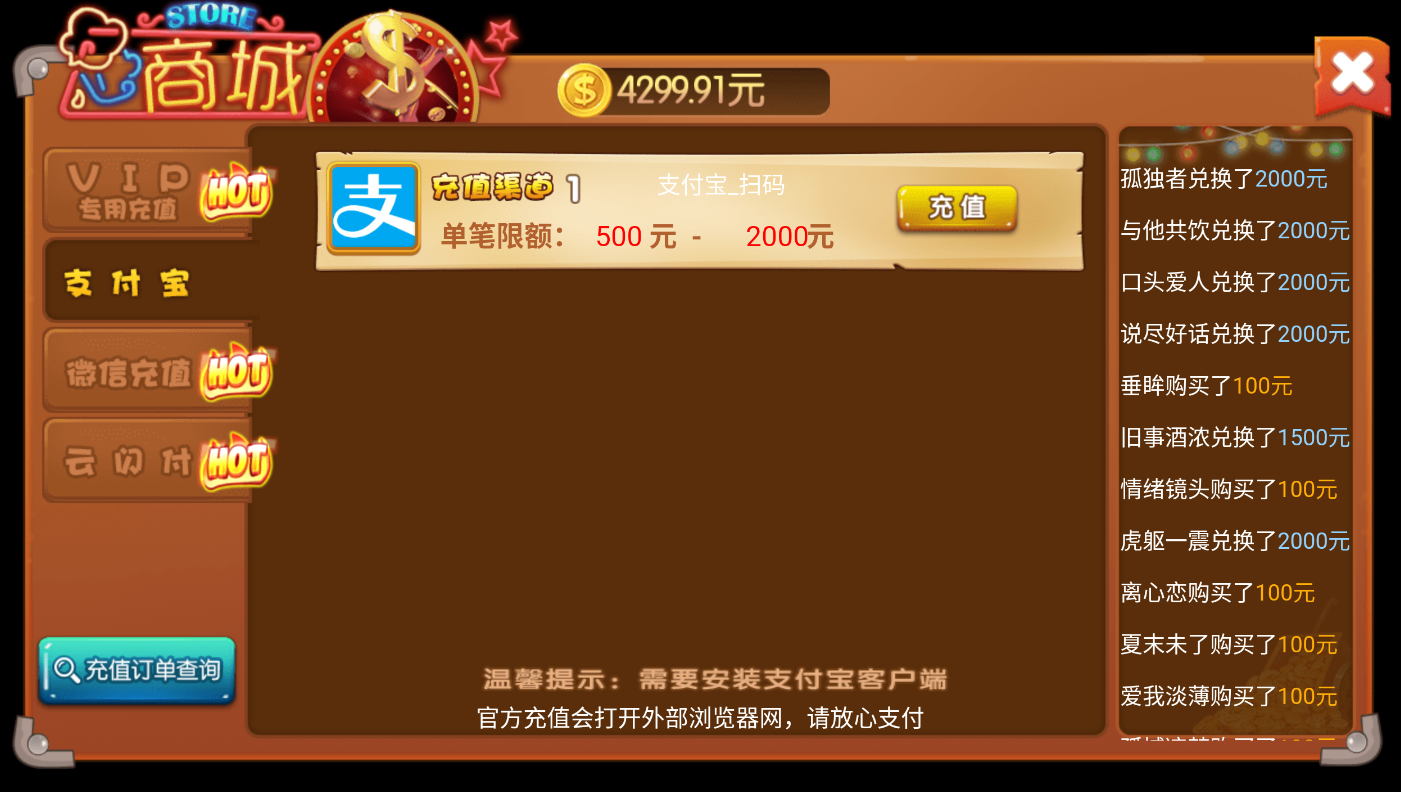 STORE
商城
4299.91元
VIP
专用充值
HOT
支付宝
微信充值
HOT
云闪付
HOT
充值订单查询
支
充值渠道 1
支付宝_扫码
充值
单笔限额： 500 元 - 2000元
温馨提示：需要安装支付宝客户端
官方充值会打开外部浏览器网，请放心支付
孤独者兑换了2000元
与他共饮兑换了2000元
口头爱人兑换了2000元
说尽好话兑换了2000元
垂眸购买了100元
旧事酒浓兑换了1500元
情绪镜头购买了100元
虎躯一震兑换了2000元
离心恋购买了100元
夏末未了购买了100元
爱我淡薄购买了100元